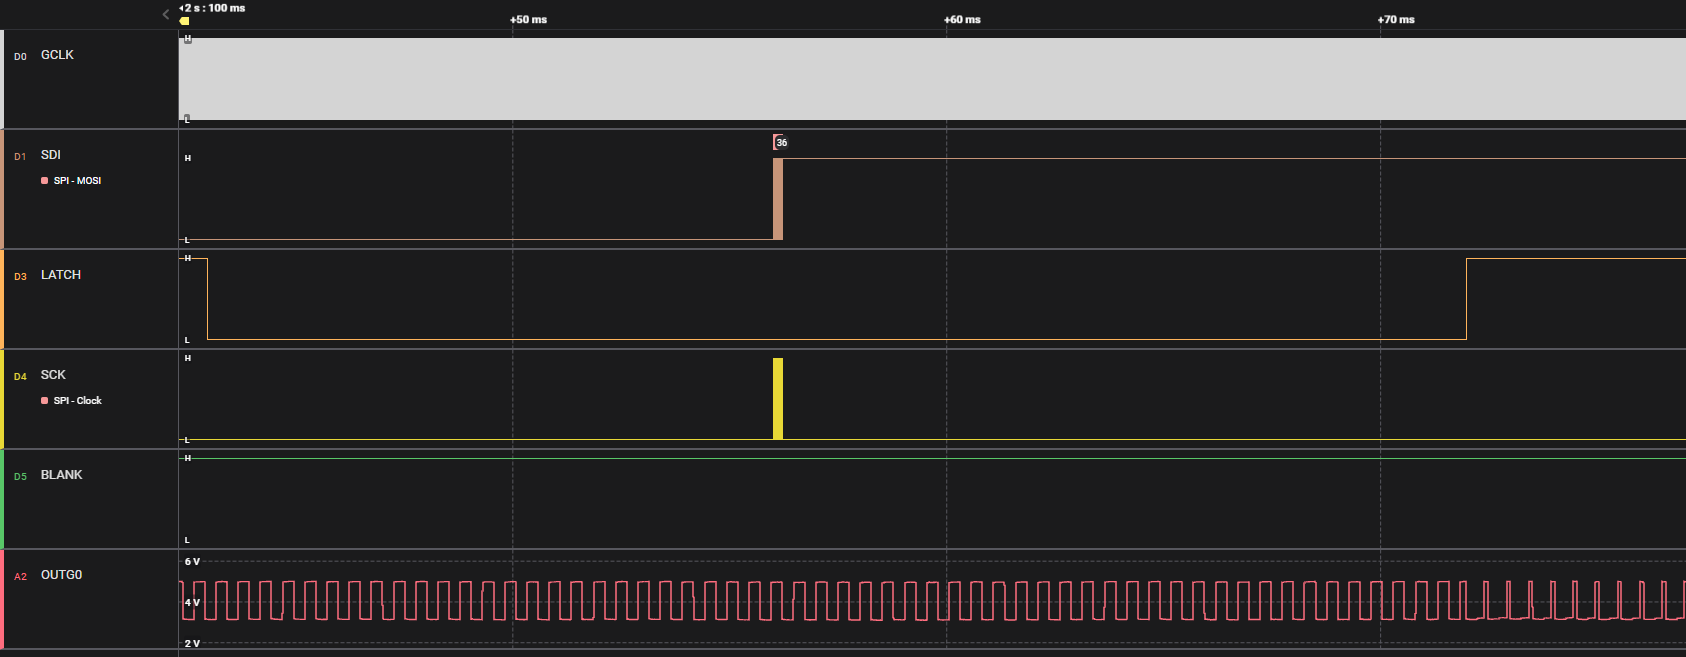 2 s : 100 ms
+50 ms
+60 ms
+70 ms
D0 GCLK
H
L
D1 SDI
SPI - MOSI
H
L
36
D3 LATCH
H
L
D4 SCK
SPI - Clock
H
L
D5 BLANK
H
L
A2 OUTG0
6 V
4 V
2 V